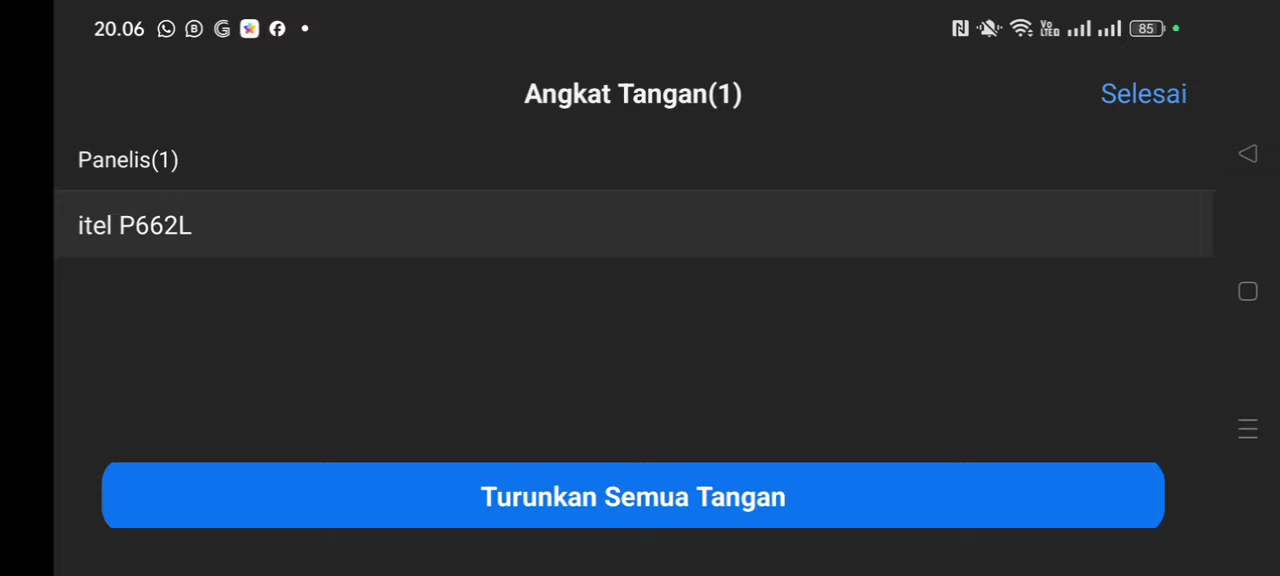 20.06
85
Angkat Tangan(1)
Selesai
Panelis(1)
itel P662L
Turunkan Semua Tangan